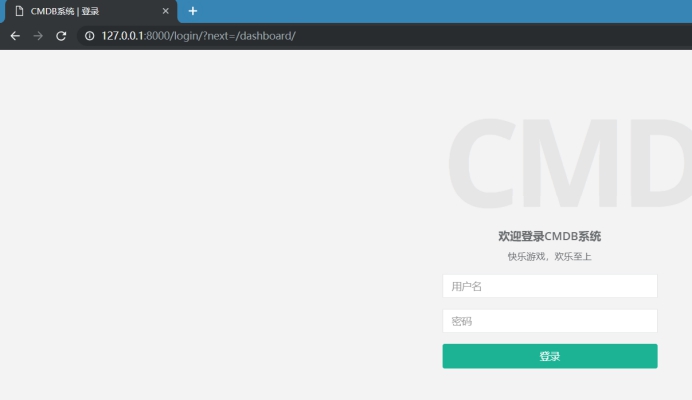 CMDB系统 | 登录
127.0.0.1:8000/login/?next=/dashboard/
CMD
欢迎登录CMDB系统
快乐游戏，欢乐至上
用户名
密码
登录